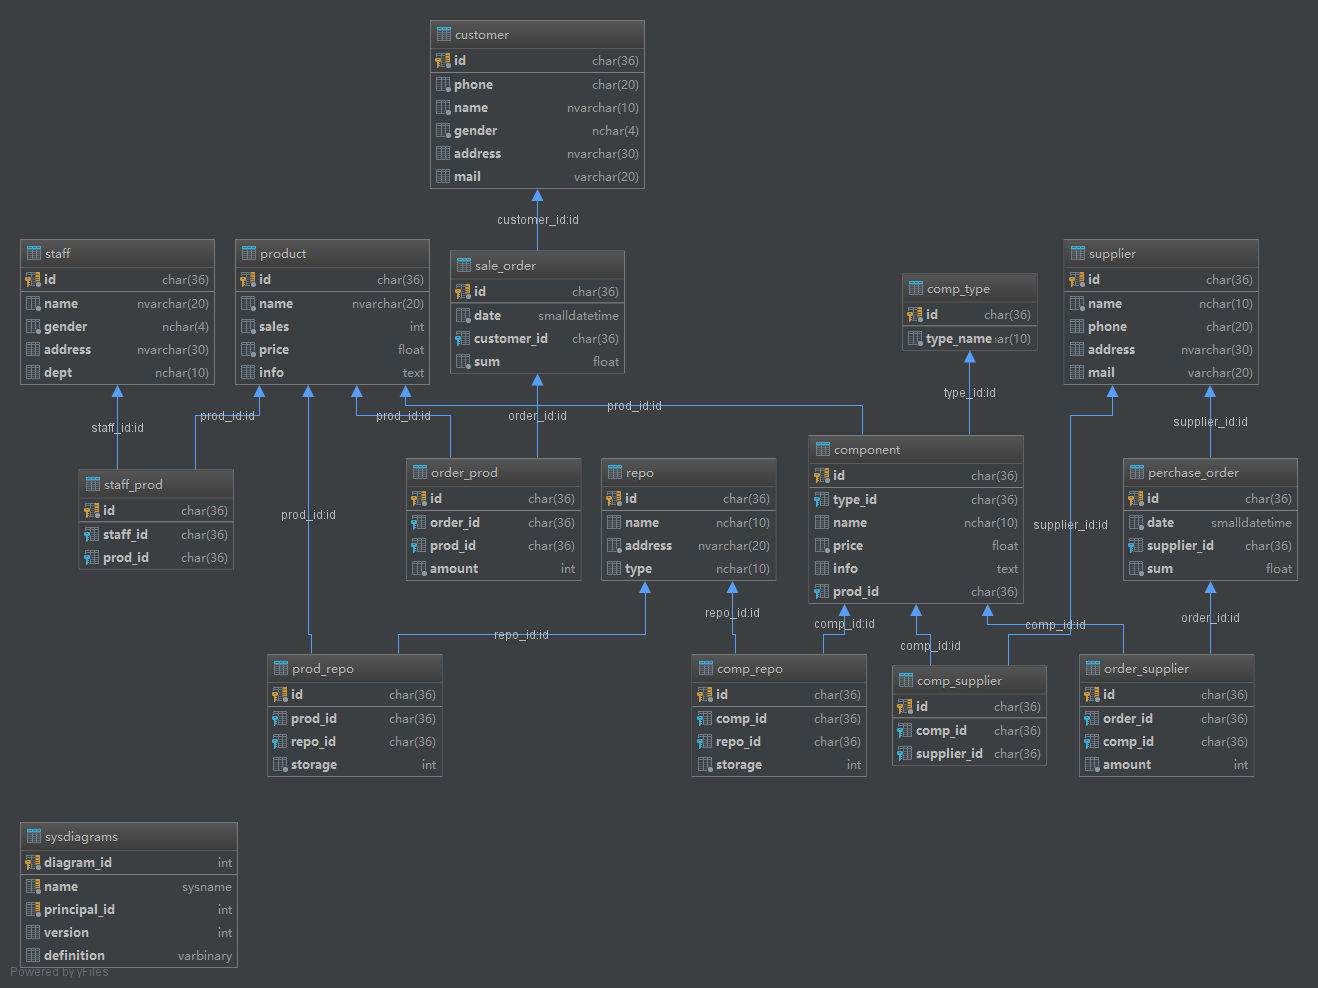 customer
id char(36)
phone char(20)
name nvarchar(10)
gender nchar(4)
address nvarchar(30)
mail varchar(20)
customer_id:id
staff
id char(36)
name nvarchar(20)
gender nchar(4)
address nvarchar(30)
dept nchar(10)
product
id char(36)
name nvarchar(20)
sales int
price float
info text
sale_order
id char(36)
date smalldatetime
customer_id char(36)
sum float
comp_type
id char(36)
type_name
supplier
id char(36)
name nchar(10)
phone char(20)
address nvarchar(30)
mail varchar(20)
staff_id:id
prod_id:id
prod_id:id
order_id:id
prod_id:id
type_id:id
supplier_id:id
staff_prod
id char(36)
staff_id char(36)
prod_id char(36)
prod_id:id
order_prod
id char(36)
order_id char(36)
prod_id char(36)
amount int
repo
id char(36)
name nchar(10)
address nvarchar(20)
type nchar(10)
component
id char(36)
type_id char(36)
name nchar(10)
price float
info text
prod_id char(36)
supplier_id:id
perchase_order
id char(36)
date smalldatetime
supplier_id char(36)
sum float
repo_id:id
repo_id:id
comp_id:id
comp_id:id
comp_id:id
order_id:id
prod_repo
id char(36)
prod_id char(36)
repo_id char(36)
storage int
comp_repo
id char(36)
comp_id char(36)
repo_id char(36)
storage int
comp_supplier
id char(36)
comp_id char(36)
supplier_id char(36)
order_supplier
id char(36)
order_id char(36)
comp_id char(36)
amount int
sysdiagrams
diagram_id int
name sysname
principal_id int
version int
definition varbinary
Powered by yFiles